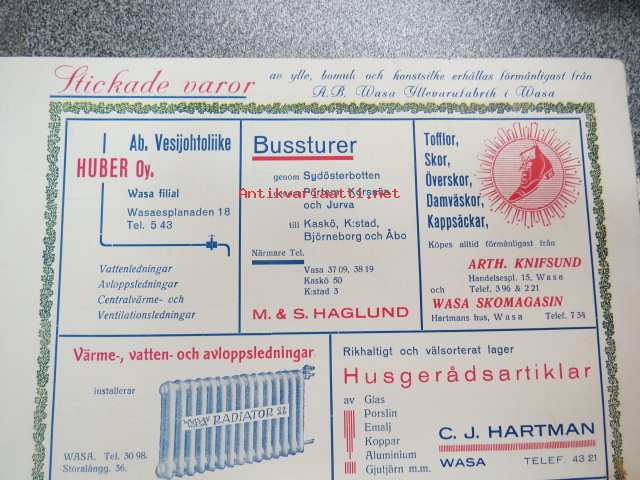 Stickade varor av ylle, bomull och konstsilke erhållas förmånligast från
A.B. Wasa Yllevarufabrik i Wasa
Ab. Vesijohtoliike
HUBER Oy.
Wasa filial
Wasaesplanaden 18
Tel. 5 43
Vattenledningar
Avloppsledningar
Centralvärme- och
Ventilationsledningar
Bussturer
genom Sydösterbotten
Pörtom, Korsnäs
och Jurva
till Kaskö, K:stad,
Björneborg och Åbo
Närmare Tel.
Vasa 37 09, 38 19
Kaskö 50
K:stad 3
M. & S. HAGLUND
Tofflor,
Skor,
Överskor,
Damväskor,
Kappsäckar,
Köpes alltid förmånligast från
ARTH. KNIFSUND
Handelsespl. 15, Wasa
och Telef. 3 96 & 2 21
WASA SKOMAGASIN
Hartmans hus, Wasa Telef. 7 34
Antikvariaatti.net
Värme-, vatten- och avloppsledningar
installerar
RADIATOR
WASA. Tel. 30 98.
Storalångg. 36.
Rikhaltigt och välsorterat lager
Husgerådsartiklar
av Glas
Porslin
Emalj
Koppar
Aluminium
Gjutjärn m.m.
C. J. HARTMAN
WASA TELEF. 43 21